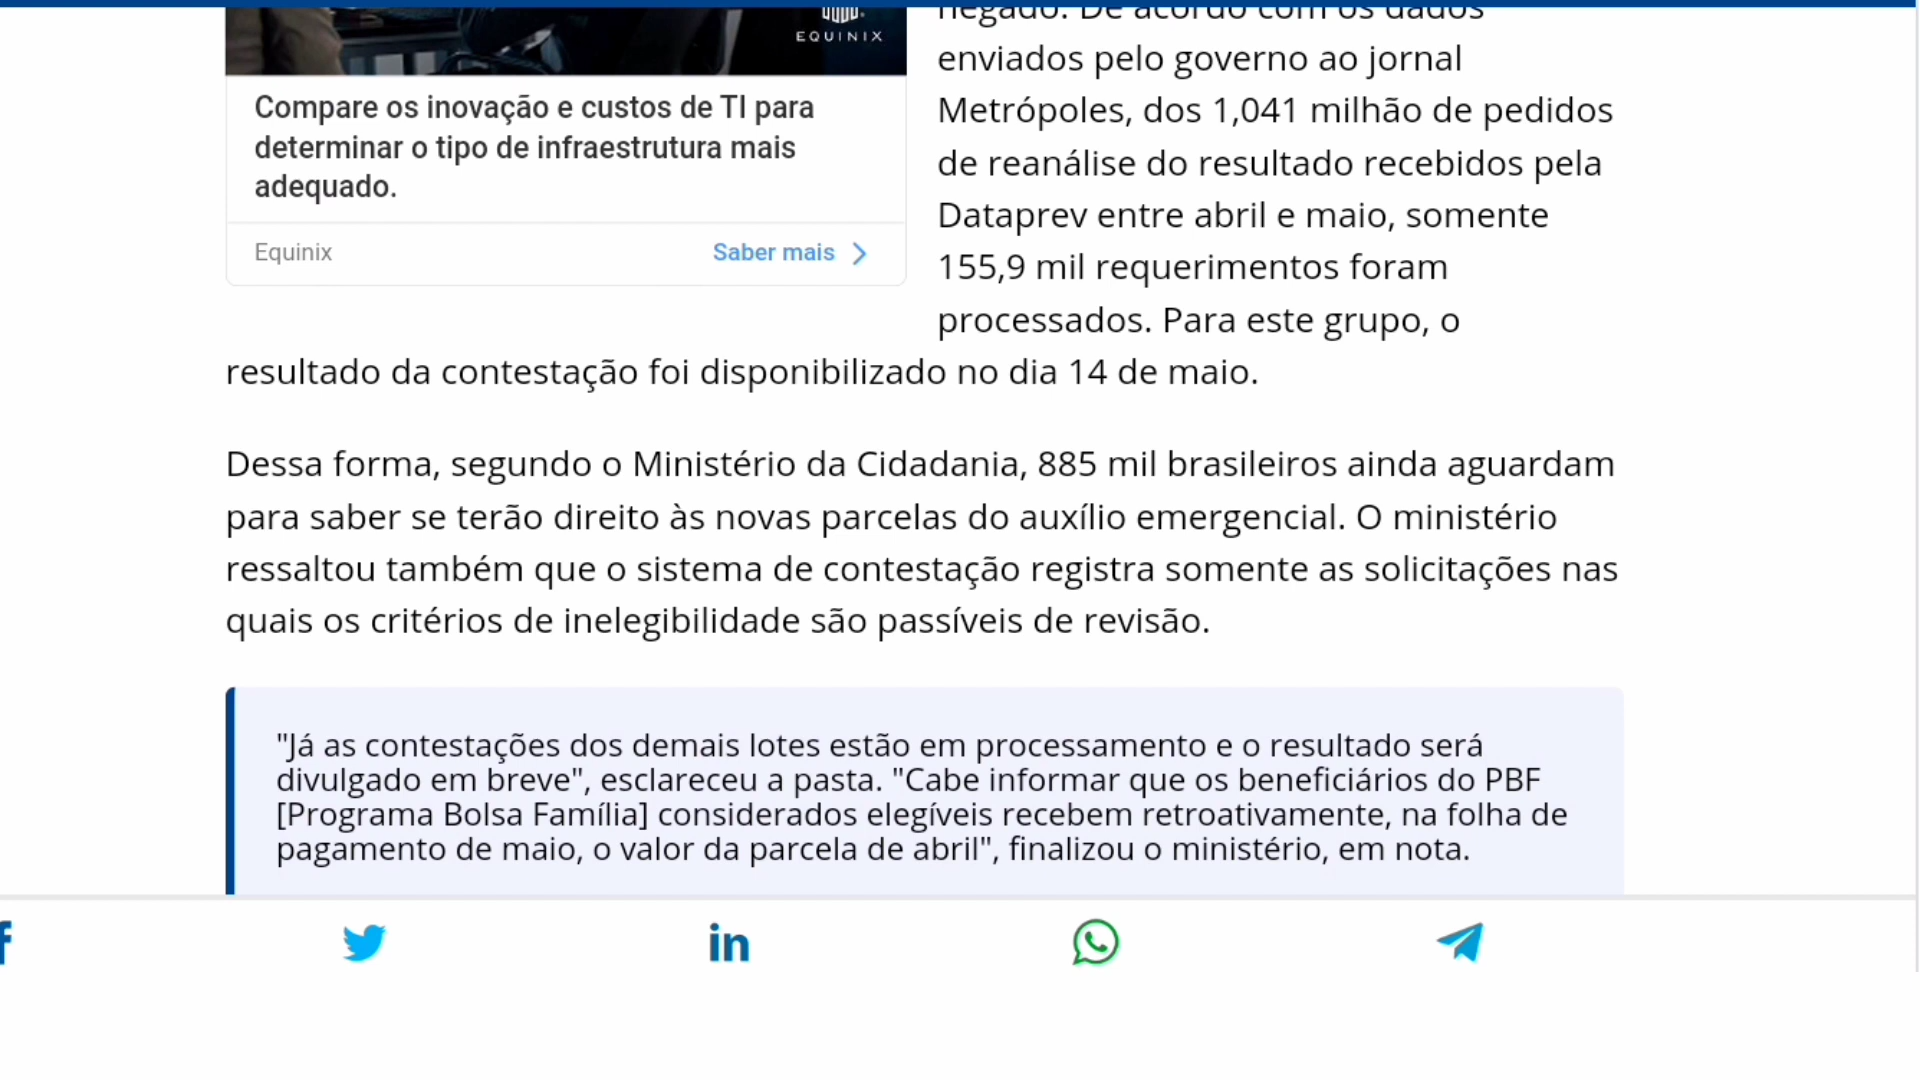 EQUINIX
Compare os inovação e custos de TI para
determinar o tipo de infraestrutura mais
adequado.
Equinix
Saber mais
negado. De acordo com os dados
enviados pelo governo ao jornal
Metrópoles, dos 1,041 milhão de pedidos
de reanálise do resultado recebidos pela
Dataprev entre abril e maio, somente
155,9 mil requerimentos foram
processados. Para este grupo, o
resultado da contestação foi disponibilizado no dia 14 de maio.
Dessa forma, segundo o Ministério da Cidadania, 885 mil brasileiros ainda aguardam
para saber se terão direito às novas parcelas do auxílio emergencial. O ministério
ressaltou também que o sistema de contestação registra somente as solicitações nas
quais os critérios de inelegibilidade são passíveis de revisão.
"Já as contestações dos demais lotes estão em processamento e o resultado será
divulgado em breve", esclareceu a pasta. "Cabe informar que os beneficiários do PBF
[Programa Bolsa Família] considerados elegíveis recebem retroativamente, na folha de
pagamento de maio, o valor da parcela de abril", finalizou o ministério, em nota.
f
in